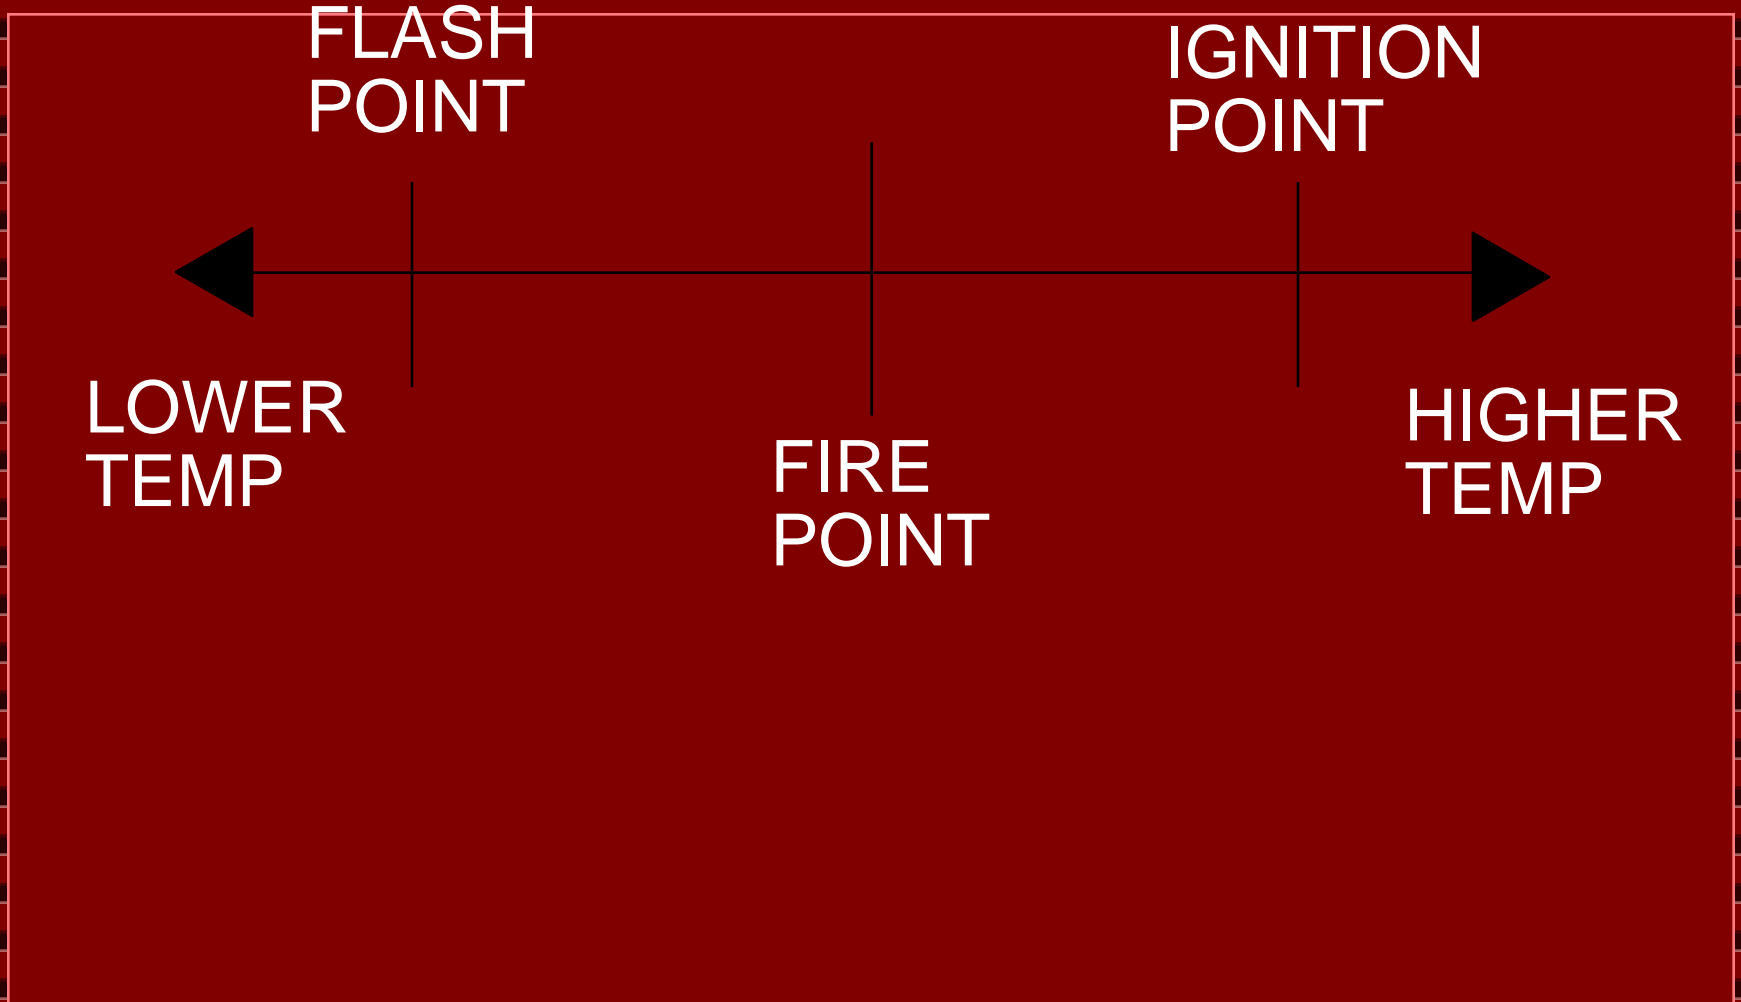 FLASH
POINT
IGNITION
POINT
LOWER
TEMP
HIGHER
TEMP
FIRE
POINT